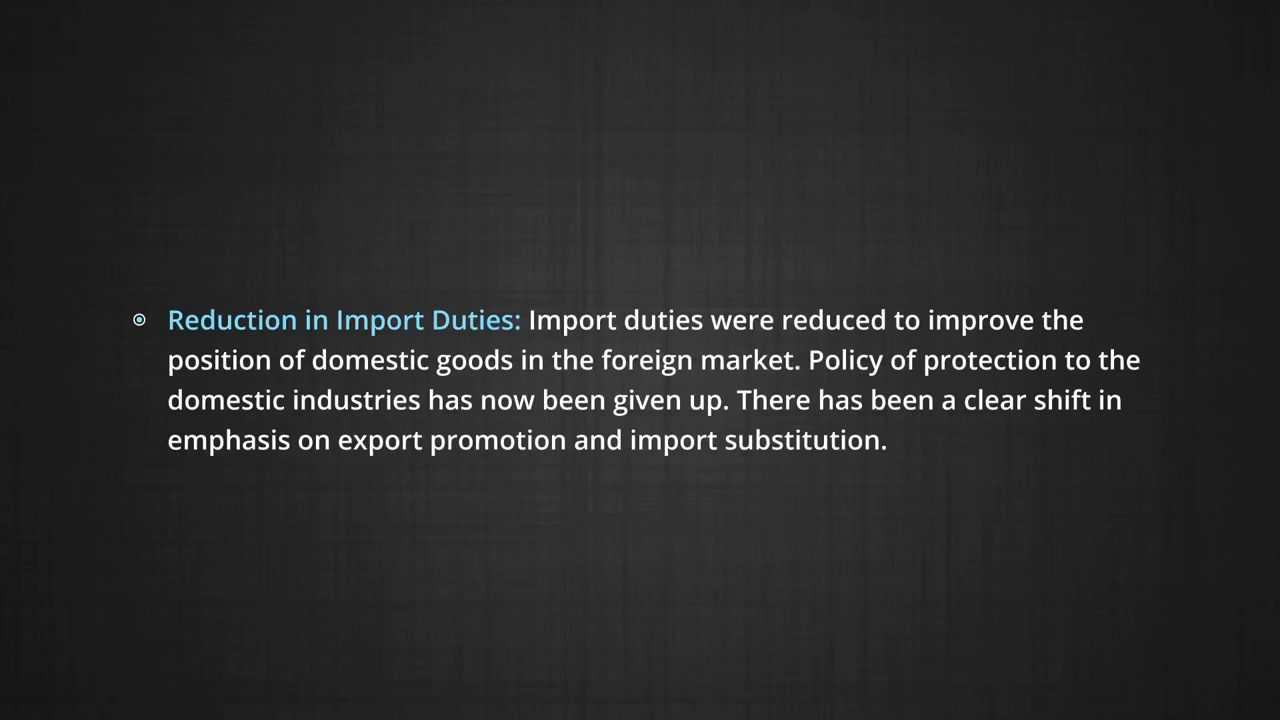 Reduction in Import Duties: Import duties were reduced to improve the
position of domestic goods in the foreign market. Policy of protection to the
domestic industries has now been given up. There has been a clear shift in
emphasis on export promotion and import substitution.